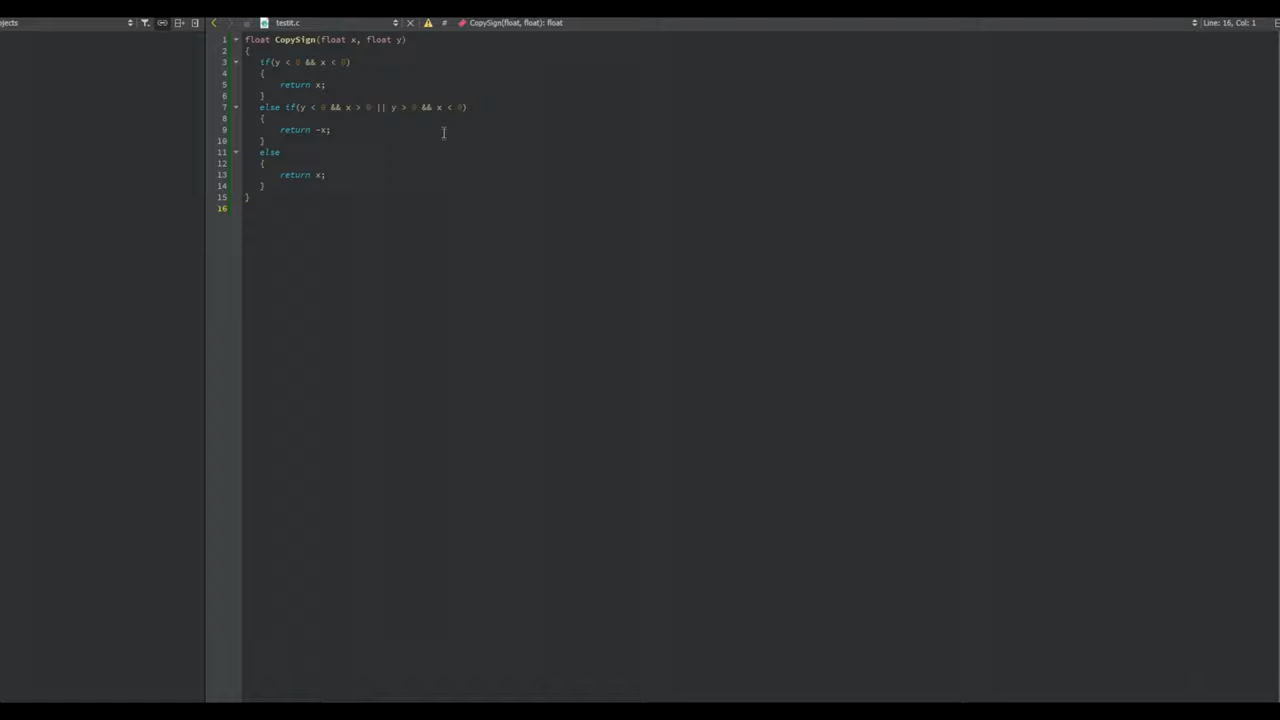 ojects
testit.c
#
CopySign(float, float): float
Line: 16, Col: 1
1 float CopySign(float x, float y)
2 {
3 if(y < 0 && x < 0)
4 {
5 return x;
6 }
7 else if(y < 0 && x > 0 || y > 0 && x < 0)
8 {
9 return -x;
10 }
11 else
12 {
13 return x;
14 }
15 }
16